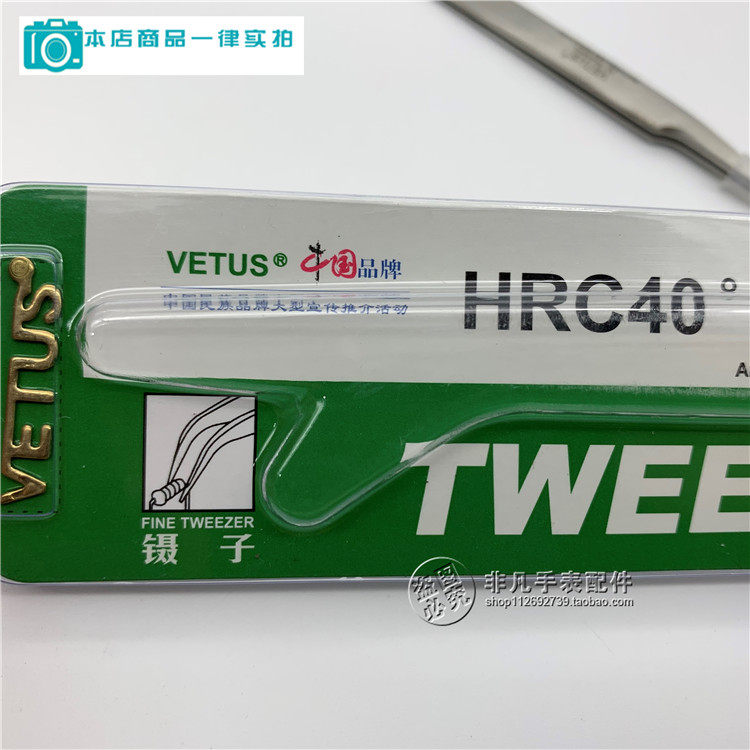 本店商品一律实拍
VETUS® 中国品牌
中国民族品牌大型宣传推介活动
HRC40°
A
VETUS
TWEE
FINE TWEEZER
镊子
盗图必究
非凡手表配件
shop112692739.taobao.com